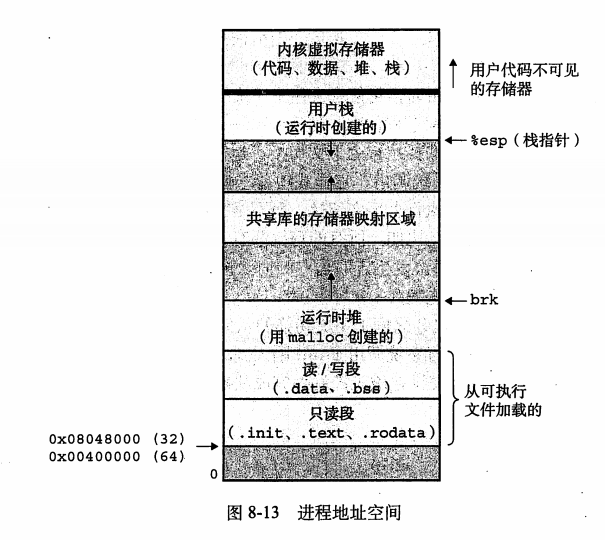 内核虚拟存储器
（代码、数据、堆、栈）
用户代码不可见
的存储器
用户栈
（运行时创建的）
%esp（栈指针）
共享库的存储器映射区域
brk
运行时堆
（用 malloc 创建的）
读/写段
（.data、.bss）
从可执行
文件加载的
只读段
（.init、.text、.rodata）
0x08048000 (32)
0x00400000 (64)
0
图 8-13 进程地址空间